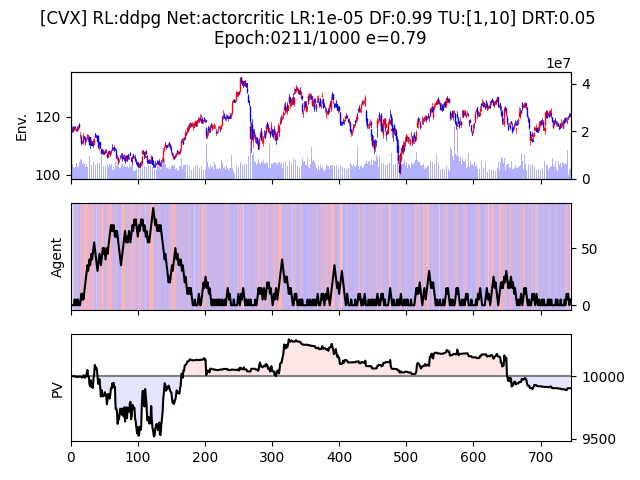 [CVX] RL:ddpg Net:actorcritic LR:1e-05 DF:0.99 TU:[1,10] DRT:0.05
Epoch:0211/1000 e=0.79
1e7
Env.
120
100
4
2
0
Agent
50
0
PV
10000
9500
0 100 200 300 400 500 600 700